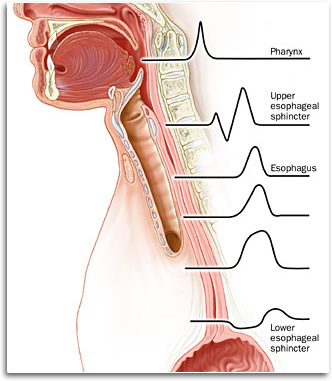 Pharynx
Upper
esophageal
sphincter
Esophagus
Lower
esophageal
sphincter